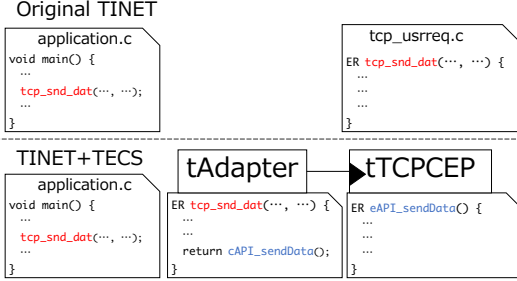 Original TINET
application.c
void main() {
…
tcp_snd_dat(…, …);
…
}
tcp_usrreq.c
ER tcp_snd_dat(…, …) {
…
…
…
}
TINET+TECS
application.c
void main() {
…
tcp_snd_dat(…, …);
…
}
tAdapter
ER tcp_snd_dat(…, …) {
…
…
return cAPI_sendData();
}
tTCPCEP
ER eAPI_sendData() {
…
…
…
}